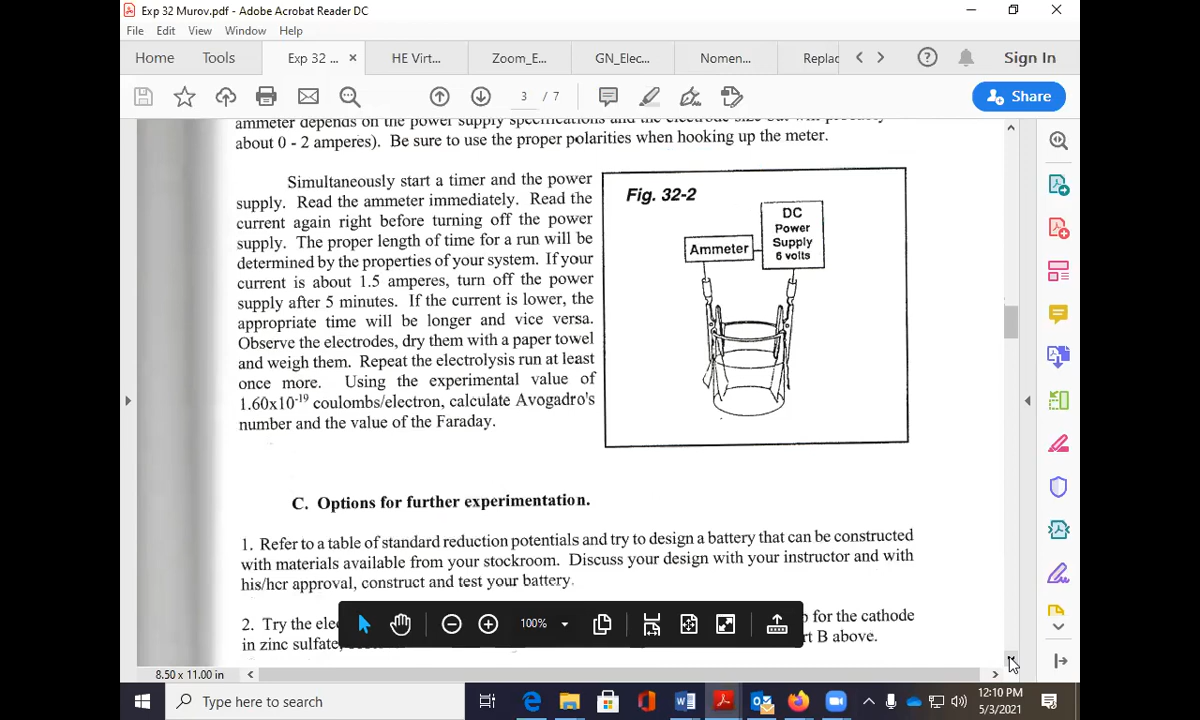 Exp 32 Murov.pdf - Adobe Acrobat Reader DC
File Edit View Window Help
Home Tools Exp 32 ... × HE Virt... Zoom_E... GN_Elec... Nomen... Replac Sign In
3 / 7 Share
ammeter depends on the power supply specifications and the electrode size but will
about 0 - 2 amperes). Be sure to use the proper polarities when hooking up the meter.
Simultaneously start a timer and the power
supply. Read the ammeter immediately. Read the
current again right before turning off the power
supply. The proper length of time for a run will be
determined by the properties of your system. If your
current is about 1.5 amperes, turn off the power
supply after 5 minutes. If the current is lower, the
appropriate time will be longer and vice versa.
Observe the electrodes, dry them with a paper towel
and weigh them. Repeat the electrolysis run at least
once more. Using the experimental value of
1.60x10-19 coulombs/electron, calculate Avogadro's
number and the value of the Faraday.
Fig. 32-2
DC
Power
Supply
6 volts
Ammeter
C. Options for further experimentation.
1. Refer to a table of standard reduction potentials and try to design a battery that can be constructed
with materials available from your stockroom. Discuss your design with your instructor and with
his/her approval, construct and test your battery.
2. Try the for the cathode
in zinc sulfate, B above.
100%
8.50 x 11.00 in
Type here to search
12:10 PM
5/3/2021